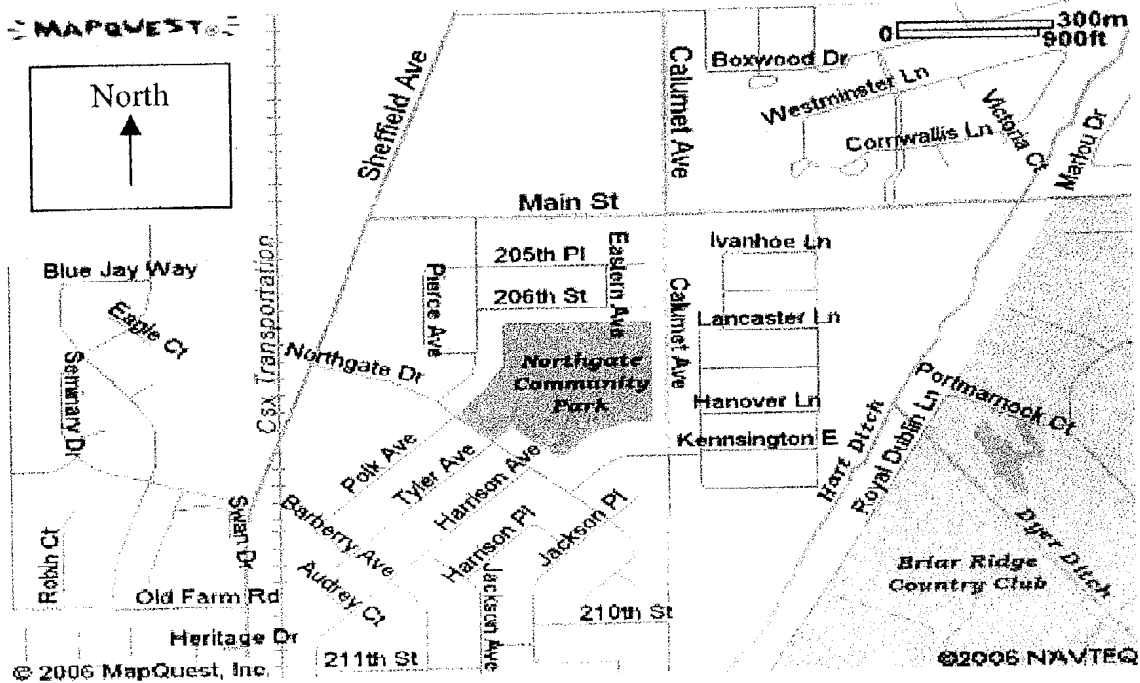 MAPQUEST
0 300m
900ft
North
Sheffield Ave
Calumet Ave
Boxwood Dr
Westminster Ln
Cornwallis Ln
Victoria Ct
Marlou Dr
Main St
Csx Transportation
Blue Jay Way
Eagle Ct
Seminary Dr
Pierce Ave
205th Pl
206th St
Eastern Ave
Calumet Ave
Ivanhoe Ln
Lancaster Ln
Northgate Dr
Northgate
Community
Park
Hanover Ln
Kennsington E
Portmarnock Ct
Hart Ditch
Royal Dublin Ln
Polk Ave
Tyler Ave
Harrison Ave
Harrison Pl
Jackson Pl
Barberry Ave
Audrey Ct
Jackson Ave
Swan Dr
Robin Ct
Old Farm Rd
Heritage Dr
210th St
211th St
Dyer Ditch
Briar Ridge
Country Club
© 2006 MapQuest, Inc.
©2006 NAVTEQ